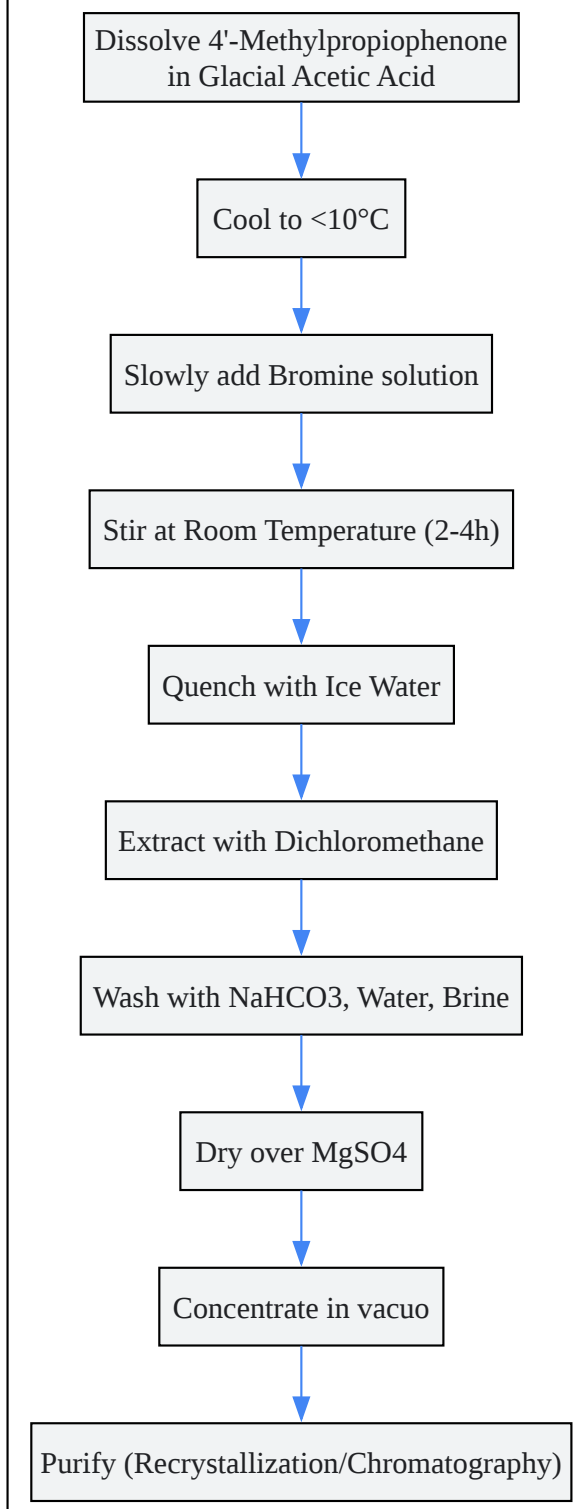 Dissolve 4'-Methylpropiophenone
in Glacial Acetic Acid
Cool to <10°C
Slowly add Bromine solution
Stir at Room Temperature (2-4h)
Quench with Ice Water
Extract with Dichloromethane
Wash with NaHCO3, Water, Brine
Dry over MgSO4
Concentrate in vacuo
Purify (Recrystallization/Chromatography)